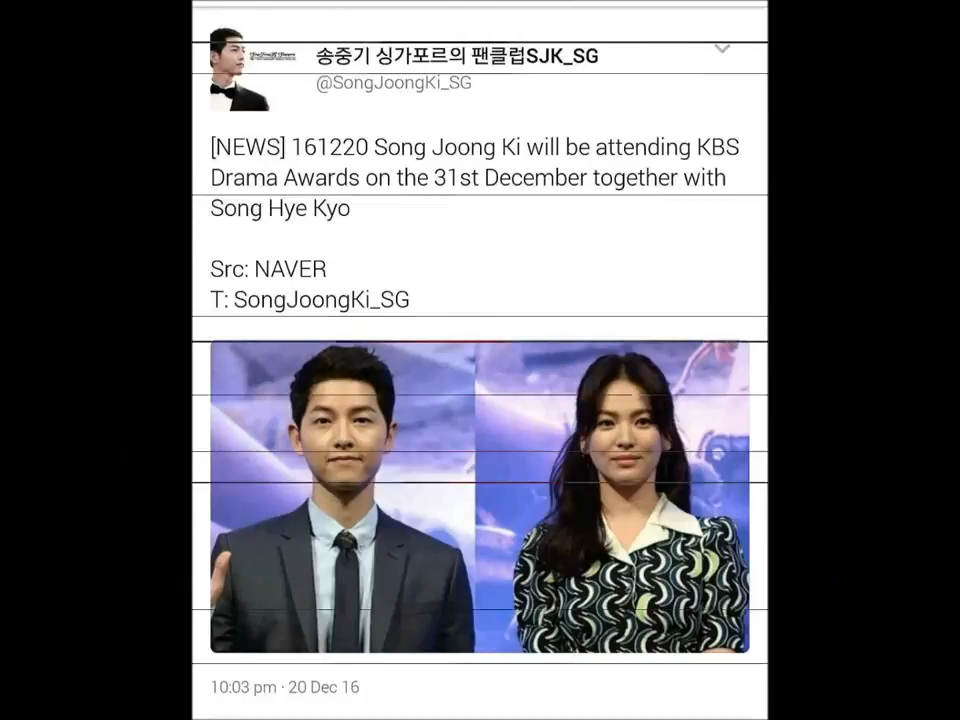 송중기 싱가포르의 팬클럽SJK_SG
@SongJoongKi_SG
[NEWS] 161220 Song Joong Ki will be attending KBS
Drama Awards on the 31st December together with
Song Hye Kyo
Src: NAVER
T: SongJoongKi_SG
10:03 pm · 20 Dec 16